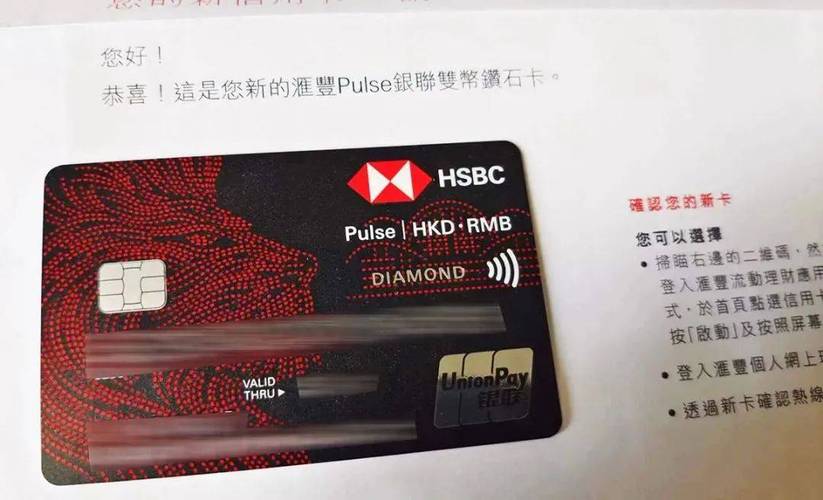 您好！
恭喜！這是您新的滙豐Pulse銀聯雙幣鑽石卡。
HSBC
Pulse | HKD·RMB
DIAMOND
VALID
THRU
UnionPay
银联
確認您的新卡
您可以選擇
• 掃瞄右邊的二維碼，然
登入滙豐流動理財應用
式，於首頁點選信用卡
按「啟動」及按照屏幕
• 登入滙豐個人網上
• 透過新卡確認熱線